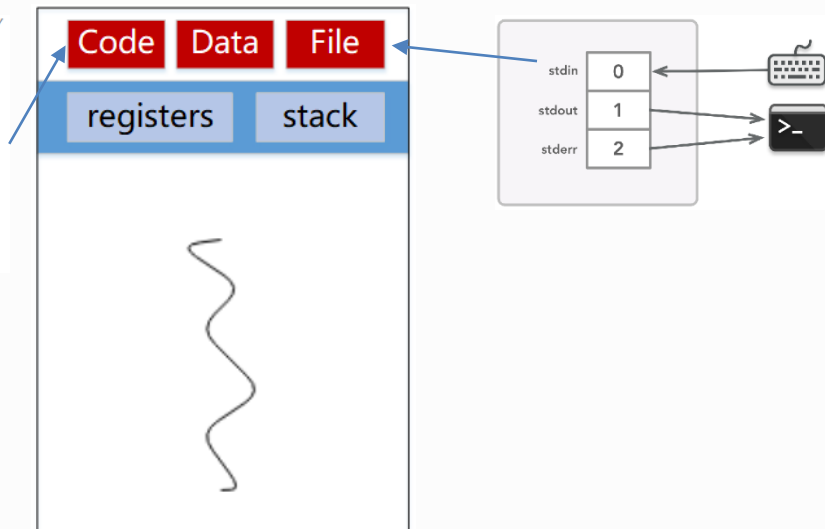 Code Data File
registers stack
stdin 0
stdout 1
stderr 2
>_